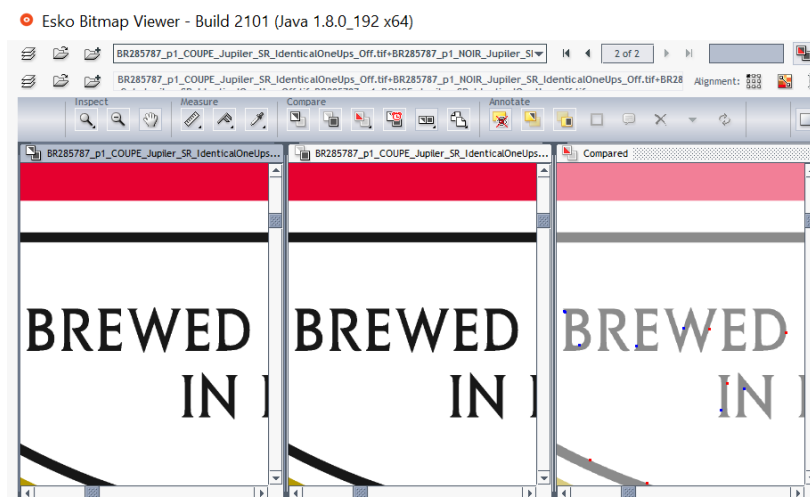 Esko Bitmap Viewer - Build 2101 (Java 1.8.0_192 x64)
BR285787_p1_COUPE_Jupiler_SR_IdenticalOneUps_Off.tif+BR285787_p1_NOIR_Jupiler_SI
2 of 2
BR285787_p1_COUPE_Jupiler_SR_IdenticalOneUps_Off.tif+BR285787_p1_NOIR_Jupiler_SR_IdenticalOneUps_Off.tif+BR28
Alignment:
Inspect Measure Compare Annotate
BR285787_p1_COUPE_Jupiler_SR_IdenticalOneUps... BR285787_p1_COUPE_Jupiler_SR_IdenticalOneUps... Compared
BREWED BREWED BREWED
IN IN IN